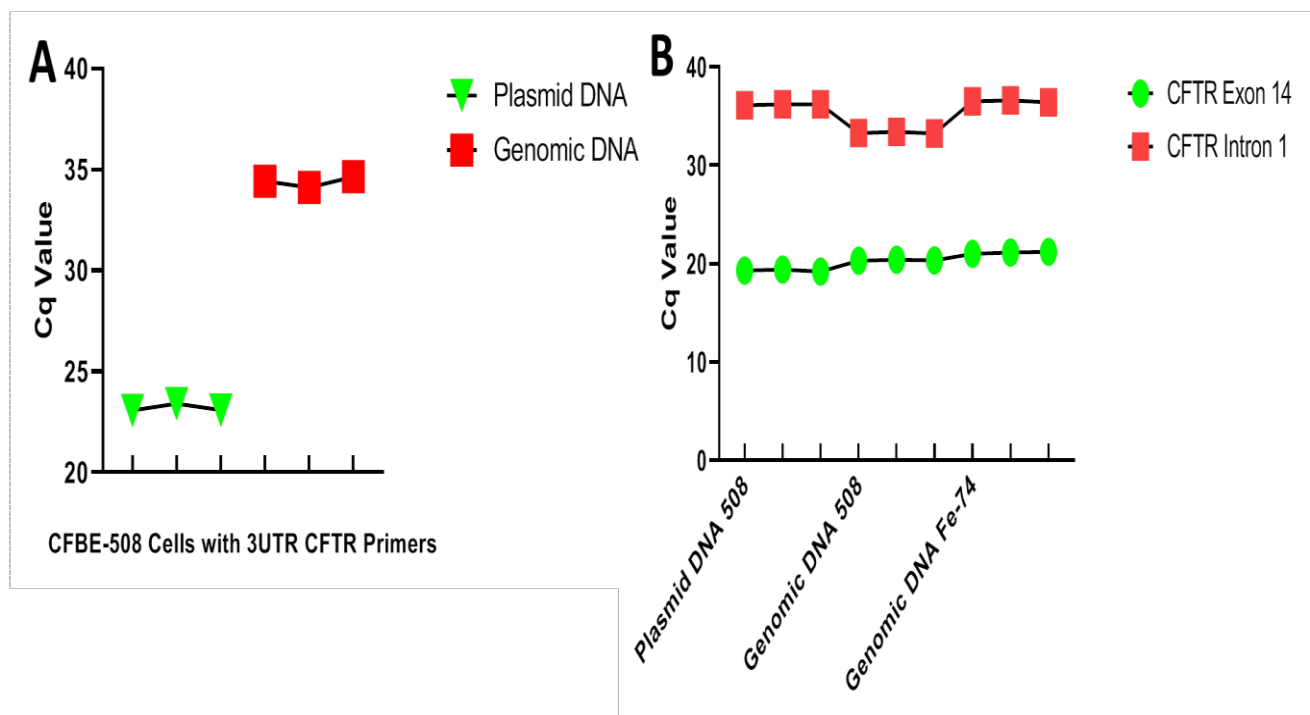 A
40
35
30
25
20
Cq Value
Plasmid DNA
Genomic DNA
CFBE-508 Cells with 3UTR CFTR Primers
B
40
30
20
10
0
Cq Value
CFTR Exon 14
CFTR Intron 1
Plasmid DNA 508
Genomic DNA 508
Genomic DNA Fe-74